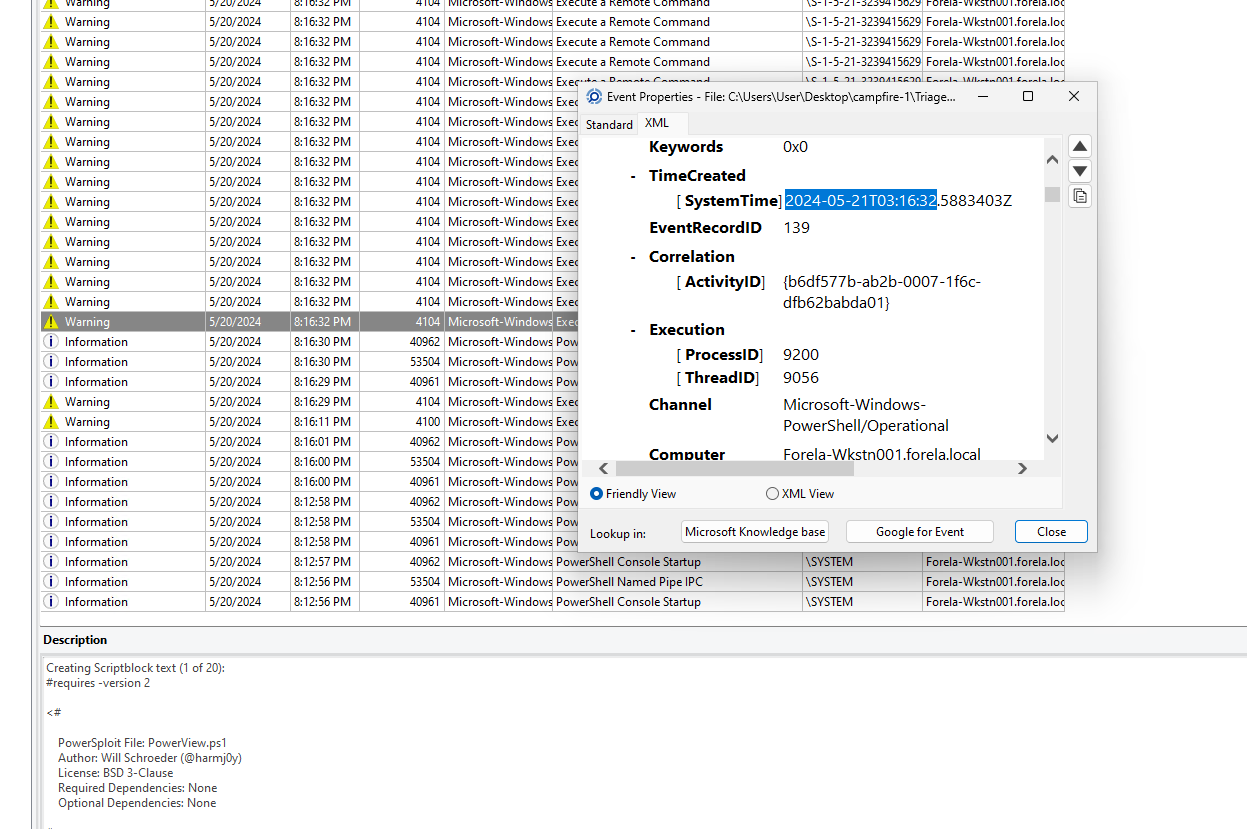 Warning 5/20/2024 8:16:32 PM 4104 Microsoft-Windows Execute a Remote Command \S-1-5-21-3239415629 Forela-Wkstn001.forela.loc
Warning 5/20/2024 8:16:32 PM 4104 Microsoft-Windows Execute a Remote Command \S-1-5-21-3239415629 Forela-Wkstn001.forela.loc
Warning 5/20/2024 8:16:32 PM 4104 Microsoft-Windows Execute a Remote Command \S-1-5-21-3239415629 Forela-Wkstn001.forela.loc
Warning 5/20/2024 8:16:32 PM 4104 Microsoft-Windows Execute a Remote Command \S-1-5-21-3239415629 Forela-Wkstn001.forela.loc
Warning 5/20/2024 8:16:32 PM 4104 Microsoft-Windows Execute a Remote Command \S-1-5-21-3239415629 Forela-Wkstn001.forela.loc
Warning 5/20/2024 8:16:32 PM 4104 Microsoft-Windows Exec
Warning 5/20/2024 8:16:32 PM 4104 Microsoft-Windows Exec
Warning 5/20/2024 8:16:32 PM 4104 Microsoft-Windows Exec
Warning 5/20/2024 8:16:32 PM 4104 Microsoft-Windows Exec
Warning 5/20/2024 8:16:32 PM 4104 Microsoft-Windows Exec
Warning 5/20/2024 8:16:32 PM 4104 Microsoft-Windows Exec
Warning 5/20/2024 8:16:32 PM 4104 Microsoft-Windows Exec
Warning 5/20/2024 8:16:32 PM 4104 Microsoft-Windows Exec
Warning 5/20/2024 8:16:32 PM 4104 Microsoft-Windows Exec
Warning 5/20/2024 8:16:32 PM 4104 Microsoft-Windows Exec
Warning 5/20/2024 8:16:32 PM 4104 Microsoft-Windows Exec
Warning 5/20/2024 8:16:32 PM 4104 Microsoft-Windows Exec
Information 5/20/2024 8:16:30 PM 40962 Microsoft-Windows Pow
Information 5/20/2024 8:16:30 PM 53504 Microsoft-Windows Pow
Information 5/20/2024 8:16:29 PM 40961 Microsoft-Windows Pow
Warning 5/20/2024 8:16:29 PM 4104 Microsoft-Windows Exec
Warning 5/20/2024 8:16:11 PM 4100 Microsoft-Windows Exec
Information 5/20/2024 8:16:01 PM 40962 Microsoft-Windows Pow
Information 5/20/2024 8:16:00 PM 53504 Microsoft-Windows Pow
Information 5/20/2024 8:16:00 PM 40961 Microsoft-Windows Pow
Information 5/20/2024 8:12:58 PM 40962 Microsoft-Windows Pow
Information 5/20/2024 8:12:58 PM 53504 Microsoft-Windows Pow
Information 5/20/2024 8:12:58 PM 40961 Microsoft-Windows Pow
Information 5/20/2024 8:12:57 PM 40962 Microsoft-Windows PowerShell Console Startup \SYSTEM Forela-Wkstn001.forela.loc
Information 5/20/2024 8:12:56 PM 53504 Microsoft-Windows PowerShell Named Pipe IPC \SYSTEM Forela-Wkstn001.forela.loc
Information 5/20/2024 8:12:56 PM 40961 Microsoft-Windows PowerShell Console Startup \SYSTEM Forela-Wkstn001.forela.loc
Event Properties - File: C:\Users\User\Desktop\campfire-1\Triage...
Standard XML
Keywords 0x0
- TimeCreated
[ SystemTime] 2024-05-21T03:16:32.5883403Z
EventRecordID 139
- Correlation
[ ActivityID] {b6df577b-ab2b-0007-1f6c-
dfb62babda01}
- Execution
[ ProcessID] 9200
[ ThreadID] 9056
Channel Microsoft-Windows-
PowerShell/Operational
Computer Forela-Wkstn001.forela.local
Friendly View XML View
Lookup in: Microsoft Knowledge base Google for Event Close
Description
Creating Scriptblock text (1 of 20):
#requires -version 2
<#
PowerSploit File: PowerView.ps1
Author: Will Schroeder (@harmj0y)
License: BSD 3-Clause
Required Dependencies: None
Optional Dependencies: None